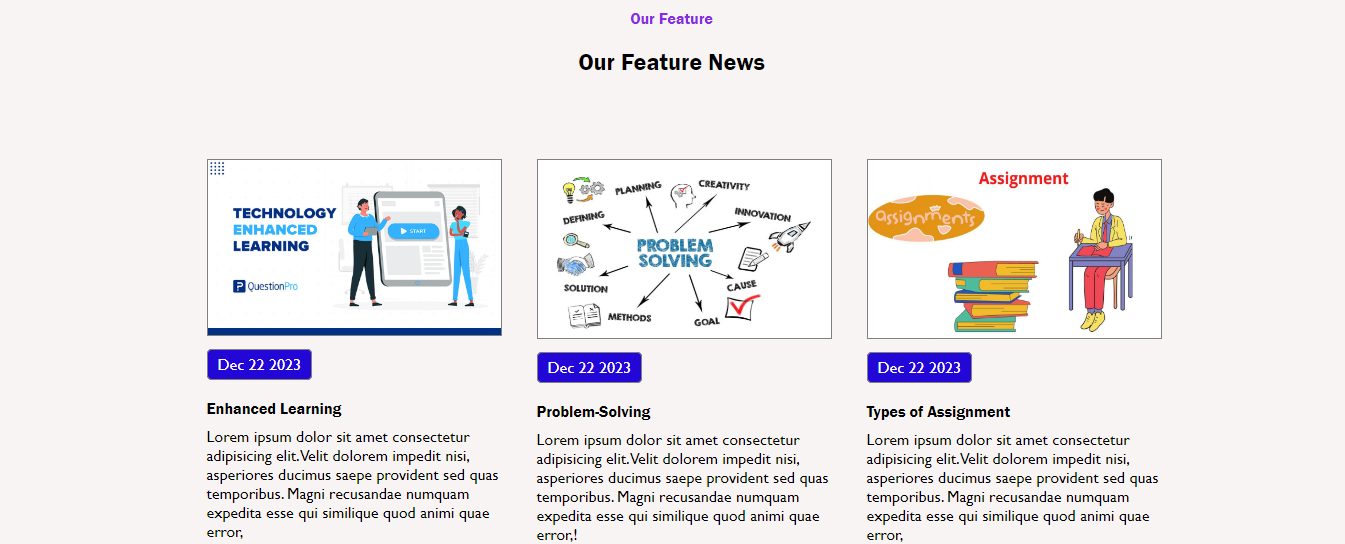 Our Feature
Our Feature News
TECHNOLOGY
ENHANCED
LEARNING
QuestionPro
START
Dec 22 2023
Enhanced Learning
Lorem ipsum dolor sit amet consectetur
adipisicing elit. Velit dolorem impedit nisi,
asperiores ducimus saepe provident sed quas
temporibus. Magni recusandae numquam
expedita esse qui similique quod animi quae
error,
PLANNING
CREATIVITY
DEFINING
INNOVATION
PROBLEM
SOLVING
SOLUTION
CAUSE
METHODS
GOAL
Dec 22 2023
Problem-Solving
Lorem ipsum dolor sit amet consectetur
adipisicing elit. Velit dolorem impedit nisi,
asperiores ducimus saepe provident sed quas
temporibus. Magni recusandae numquam
expedita esse qui similique quod animi quae
error,!
Assignment
assignments
Dec 22 2023
Types of Assignment
Lorem ipsum dolor sit amet consectetur
adipisicing elit. Velit dolorem impedit nisi,
asperiores ducimus saepe provident sed quas
temporibus. Magni recusandae numquam
expedita esse qui similique quod animi quae
error,